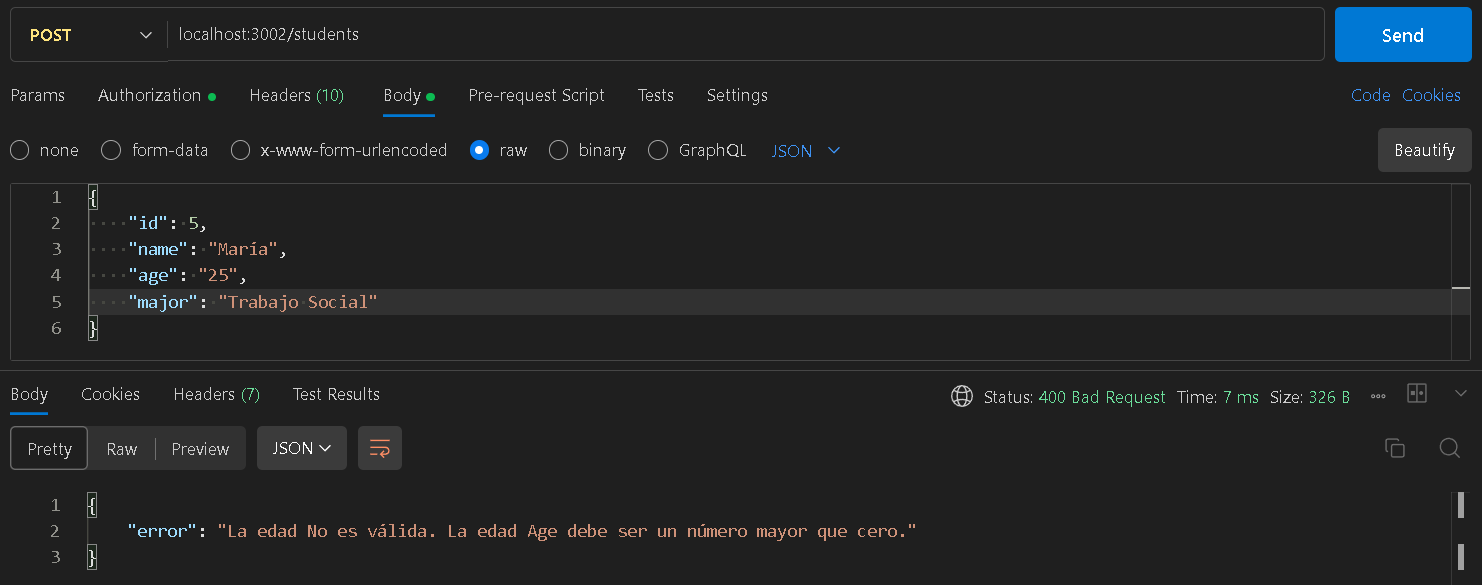 POST localhost:3002/students Send
Params Authorization Headers (10) Body Pre-request Script Tests Settings Code Cookies
none form-data x-www-form-urlencoded raw binary GraphQL JSON Beautify
1 {
2 "id": 5,
3 "name": "María",
4 "age": "25",
5 "major": "Trabajo Social"
6 }
Body Cookies Headers (7) Test Results Status: 400 Bad Request Time: 7 ms Size: 326 B
Pretty Raw Preview JSON
1 {
2 "error": "La edad No es válida. La edad Age debe ser un número mayor que cero."
3 }